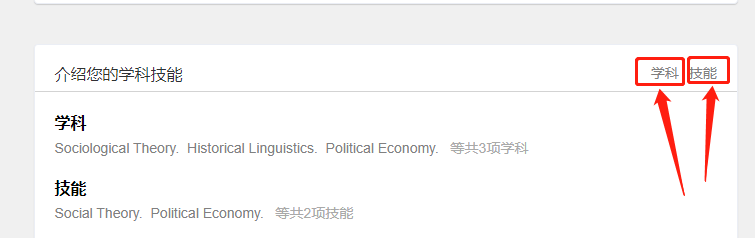 介绍您的学科技能 学科 技能
学科
Sociological Theory. Historical Linguistics. Political Economy. 等共3项学科
技能
Social Theory. Political Economy. 等共2项技能